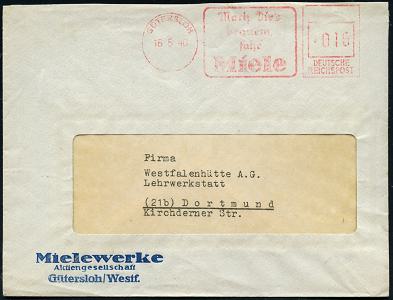 GÜTERSLOH
16.5.40
Mach Dir's
bequem,
sage
Miele
016
DEUTSCHE
REICHSPOST
Firma
Westfalenhütte A.G.
Lehrwerkstatt
(21b) Dortmund
Kirchderner Str.
Mielewerke
Aktiengesellschaft
Gütersloh/Westf.